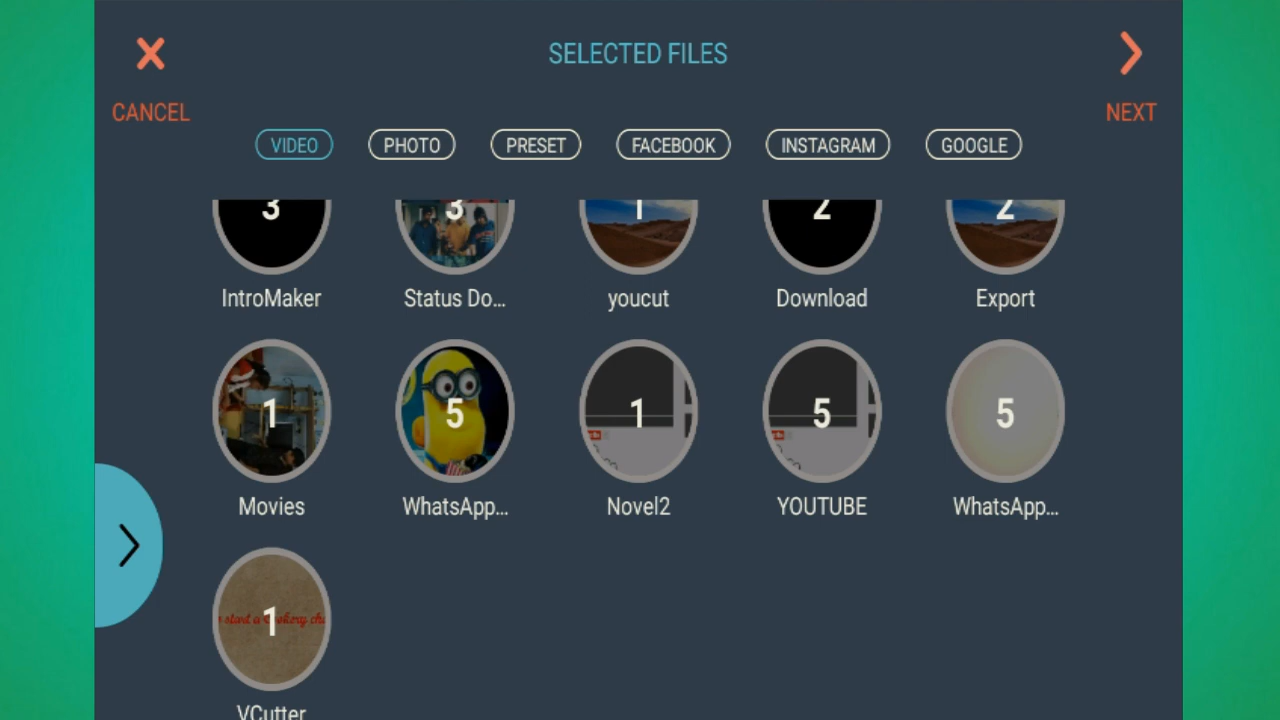 SELECTED FILES
CANCEL
NEXT
VIDEO
PHOTO
PRESET
FACEBOOK
INSTAGRAM
GOOGLE
3
3
1
2
2
IntroMaker
Status Do...
youcut
Download
Export
1
5
1
5
5
Movies
WhatsApp...
Novel2
YOUTUBE
WhatsApp...
start a
1
VCutter